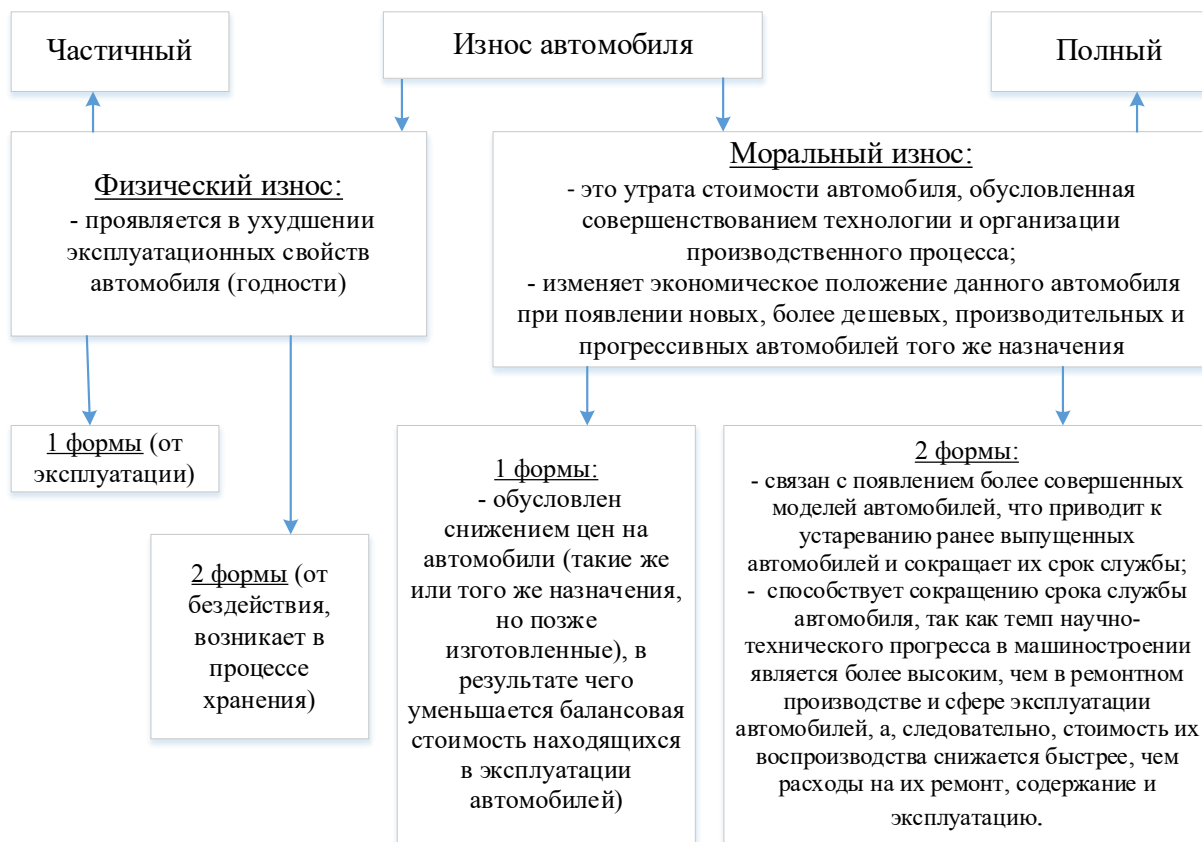 Частичный
Износ автомобиля
Полный
Физический износ:
- проявляется в ухудшении
эксплуатационных свойств
автомобиля (годности)
Моральный износ:
- это утрата стоимости автомобиля, обусловленная
совершенствованием технологии и организации
производственного процесса;
- изменяет экономическое положение данного автомобиля
при появлении новых, более дешевых, производительных и
прогрессивных автомобилей того же назначения
1 формы (от
эксплуатации)
2 формы (от
бездействия,
возникает в
процессе
хранения)
1 формы:
- обусловлен
снижением цен на
автомобили (такие же
или того же назначения,
но позже
изготовленные), в
результате чего
уменьшается балансовая
стоимость находящихся
в эксплуатации
автомобилей)
2 формы:
- связан с появлением более совершенных
моделей автомобилей, что приводит к
устареванию ранее выпущенных
автомобилей и сокращает их срок службы;
- способствует сокращению срока службы
автомобиля, так как темп научно-
технического прогресса в машиностроении
является более высоким, чем в ремонтном
производстве и сфере эксплуатации
автомобилей, а, следовательно, стоимость их
воспроизводства снижается быстрее, чем
расходы на их ремонт, содержание и
эксплуатацию.